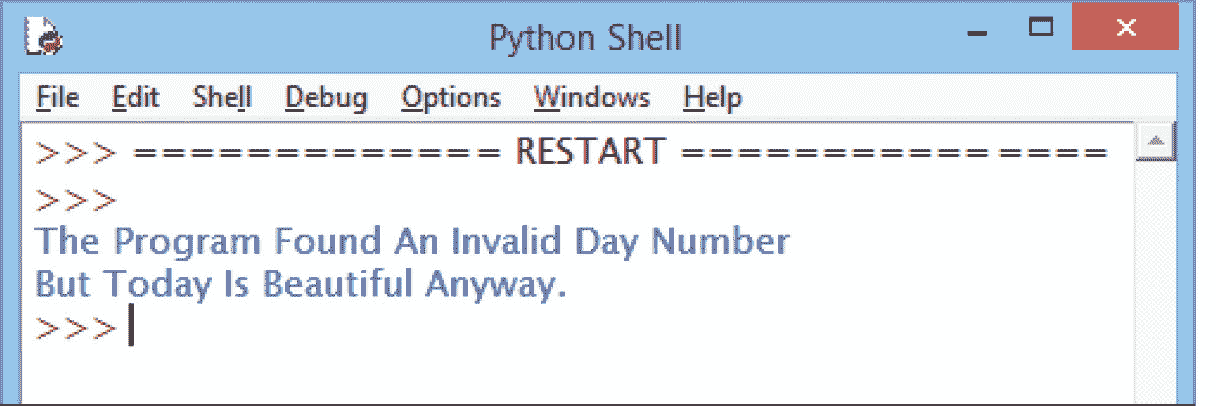 Python Shell
File Edit Shell Debug Options Windows Help
>>> ============= RESTART ===============
>>>
The Program Found An Invalid Day Number
But Today Is Beautiful Anyway.
>>>